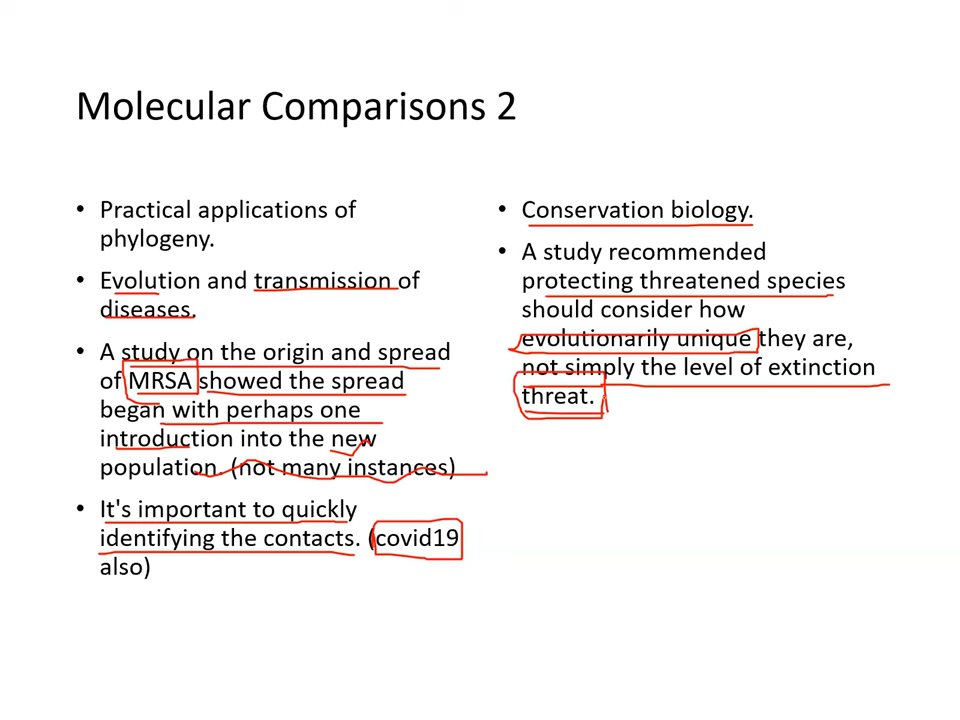 Molecular Comparisons 2
• Practical applications of
phylogeny.
• Evolution and transmission of
diseases.
• A study on the origin and spread
of MRSA showed the spread
began with perhaps one
introduction into the new
population. (not many instances)
• It's important to quickly
identifying the contacts. (covid19
also)
• Conservation biology.
• A study recommended
protecting threatened species
should consider how
evolutionarily unique they are,
not simply the level of extinction
threat.